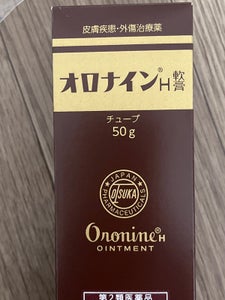 皮膚疾患・外傷治療薬
オロナイン®H軟膏
チューブ
50g
JAPAN
OTSUKA
PHARMACEUTICALS
Oronine®H
OINTMENT
第2類医薬品